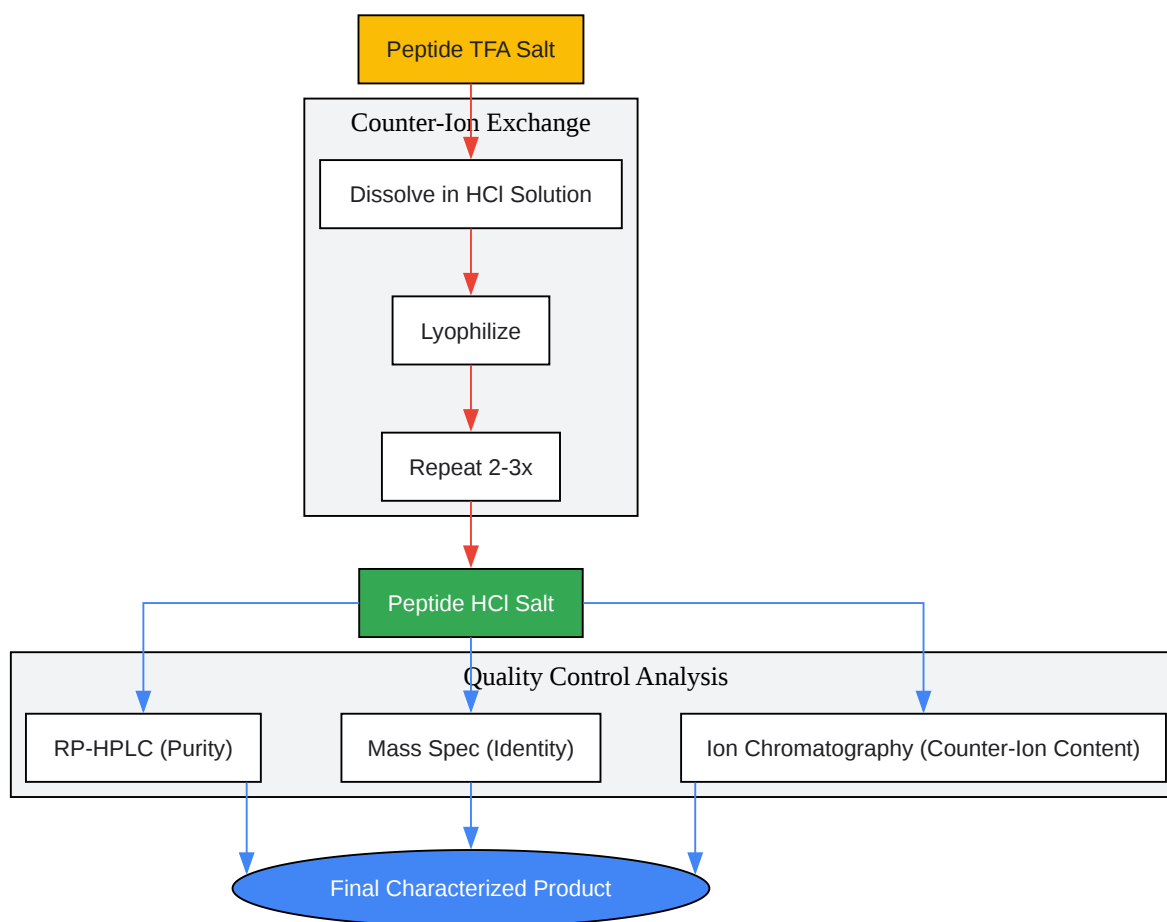 Peptide TFA Salt
Counter-Ion Exchange
Dissolve in HCl Solution
Lyophilize
Repeat 2-3x
Peptide HCl Salt
Quality Control Analysis
RP-HPLC (Purity)
Mass Spec (Identity)
Ion Chromatography (Counter-Ion Content)
Final Characterized Product